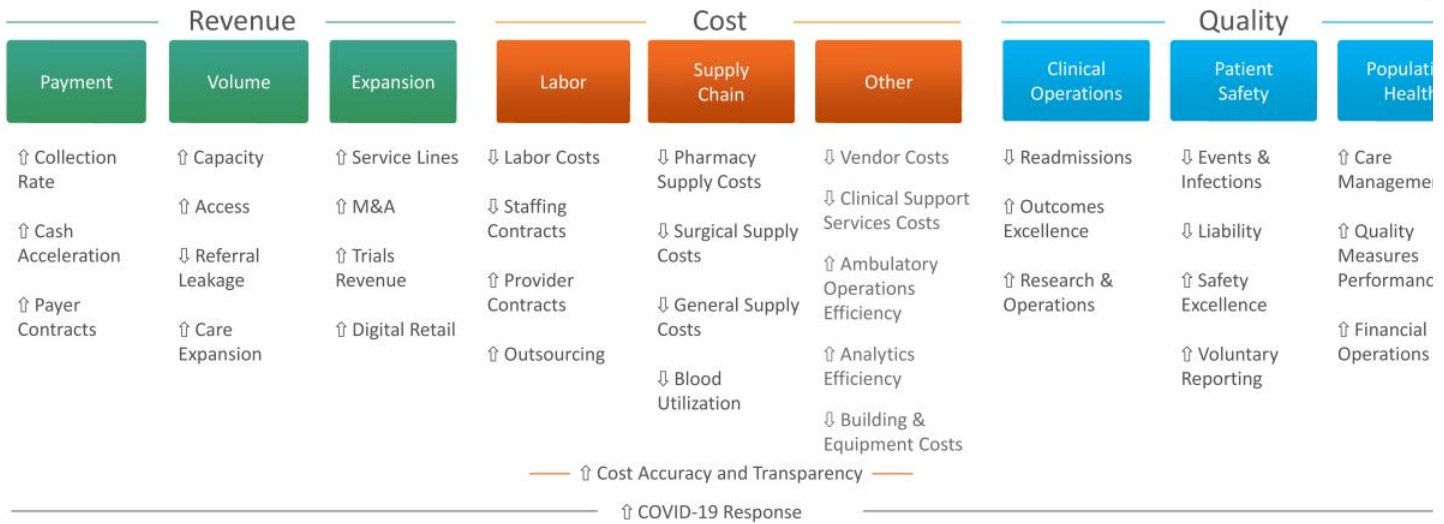 Revenue
Cost
Quality
Payment
Volume
Expansion
Labor
Supply
Chain
Other
Clinical
Operations
Patient
Safety
Health
⇧ Collection
Rate
⇧ Cash
Acceleration
⇧ Payer
Contracts
⇧ Capacity
⇧ Access
⇩ Referral
Leakage
⇧ Care
Expansion
⇧ Service Lines
⇧ M&A
⇧ Trials
Revenue
⇧ Digital Retail
⇩ Labor Costs
⇩ Staffing
Contracts
⇧ Provider
Contracts
⇧ Outsourcing
⇩ Pharmacy
Supply Costs
⇩ Surgical Supply
Costs
⇩ General Supply
Costs
⇩ Blood
Utilization
⇩ Vendor Costs
⇩ Clinical Support
Services Costs
⇧ Ambulatory
Operations
Efficiency
⇧ Analytics
Efficiency
⇩ Building &
Equipment Costs
⇩ Readmissions
⇧ Outcomes
Excellence
⇧ Research &
Operations
⇩ Events &
Infections
⇩ Liability
⇧ Safety
Excellence
⇧ Voluntary
Reporting
⇧ Care
⇧ Quality
Measures
⇧ Financial
Operations
⇧ Cost Accuracy and Transparency
⇧ COVID-19 Response